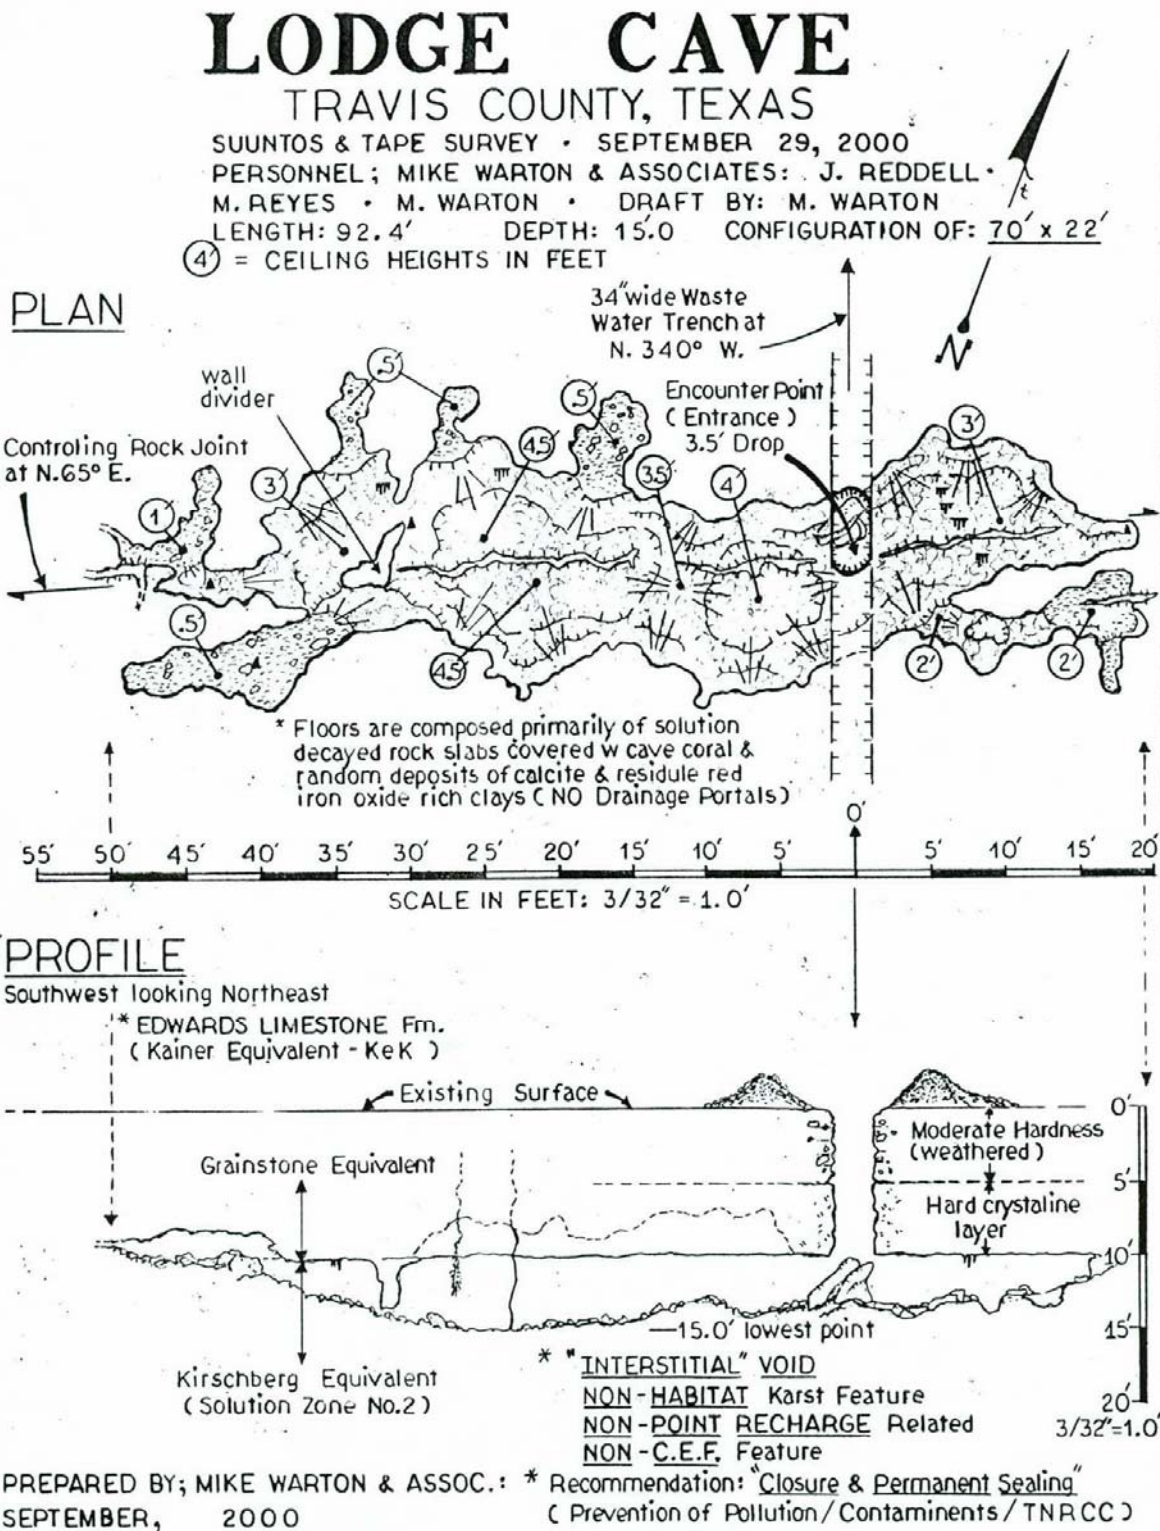 LODGE CAVE
TRAVIS COUNTY, TEXAS
SUUNTOS & TAPE SURVEY • SEPTEMBER 29, 2000
PERSONNEL; MIKE WARTON & ASSOCIATES: J. REDDELL •
M. REYES • M. WARTON • DRAFT BY: M. WARTON
LENGTH: 92.4' DEPTH: 15.0 CONFIGURATION OF: 70' x 22'
4' = CEILING HEIGHTS IN FEET
PLAN
34" wide Waste
Water Trench at
N. 340° W.
N
wall
divider
Encounter Point
( Entrance )
3.5' Drop
Controling Rock Joint
at N.65° E.
.5'
.5'
4.5'
3.5'
4'
3'
3'
1'
.5'
4.5'
2'
2'
* Floors are composed primarily of solution
decayed rock slabs covered w cave coral &
random deposits of calcite & residule red
iron oxide rich clays ( NO Drainage Portals )
0'
55' 50' 45' 40' 35' 30' 25' 20' 15' 10' 5' 5' 10' 15' 20'
SCALE IN FEET: 3/32" = 1.0'
PROFILE
Southwest looking Northeast
* EDWARDS LIMESTONE Fm.
( Kainer Equivalent - KeK )
Existing Surface
0'
Moderate Hardness
(weathered )
Grainstone Equivalent
5'
Hard crystaline
layer
10'
15.0' lowest point
15'
Kirschberg Equivalent
( Solution Zone No.2 )
* "INTERSTITIAL" VOID
NON-HABITAT Karst Feature
NON-POINT RECHARGE Related
NON-C.E.F. Feature
20'
3/32"=1.0'
PREPARED BY; MIKE WARTON & ASSOC.: * Recommendation: "Closure & Permanent Sealing"
SEPTEMBER, 2000 ( Prevention of Pollution/Contaminents/TNRCC )